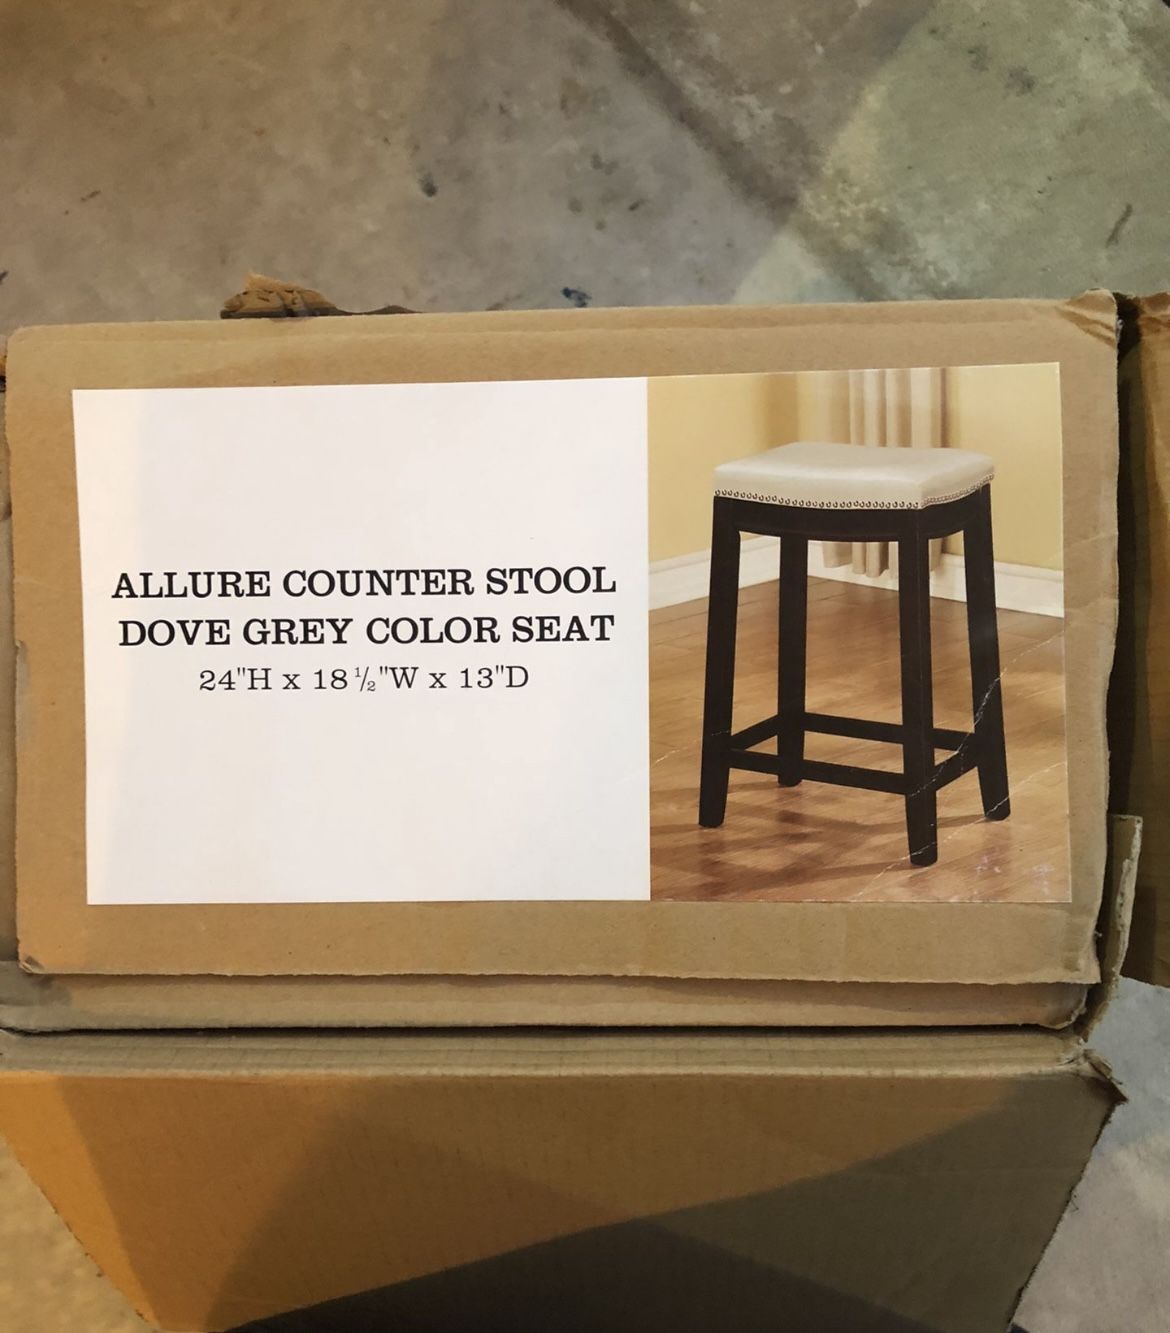 ALLURE COUNTER STOOL
DOVE GREY COLOR SEAT
24"H x 18 ½"W x 13"D